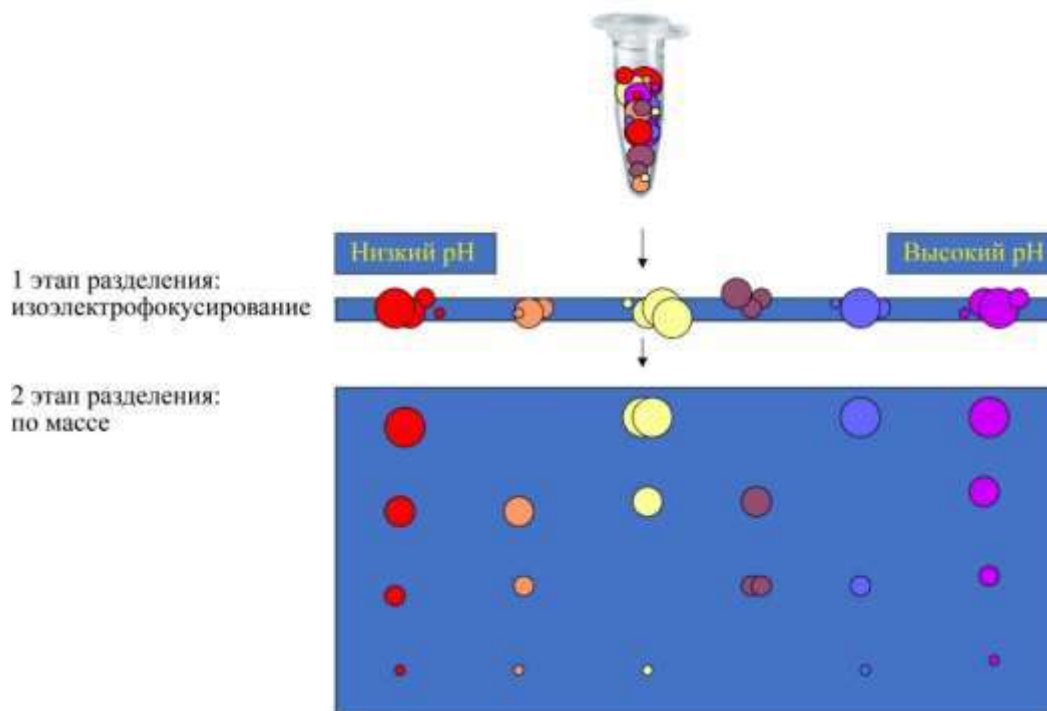 Низкий pH
Высокий pH
1 этап разделения:
изоэлектрофокусирование
2 этап разделения:
по массе